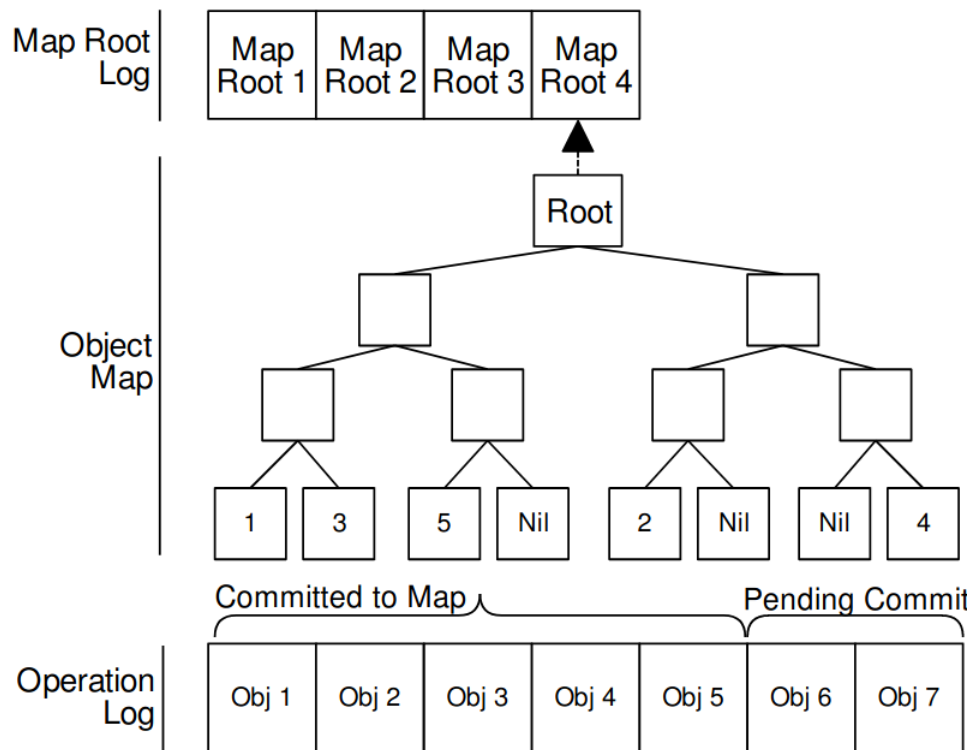 Map Root
Log
Map
Root 1
Map
Root 2
Map
Root 3
Map
Root 4
Root
Object
Map
1
3
5
Nil
2
Nil
Nil
4
Committed to Map
Pending Commit
Operation
Log
Obj 1
Obj 2
Obj 3
Obj 4
Obj 5
Obj 6
Obj 7